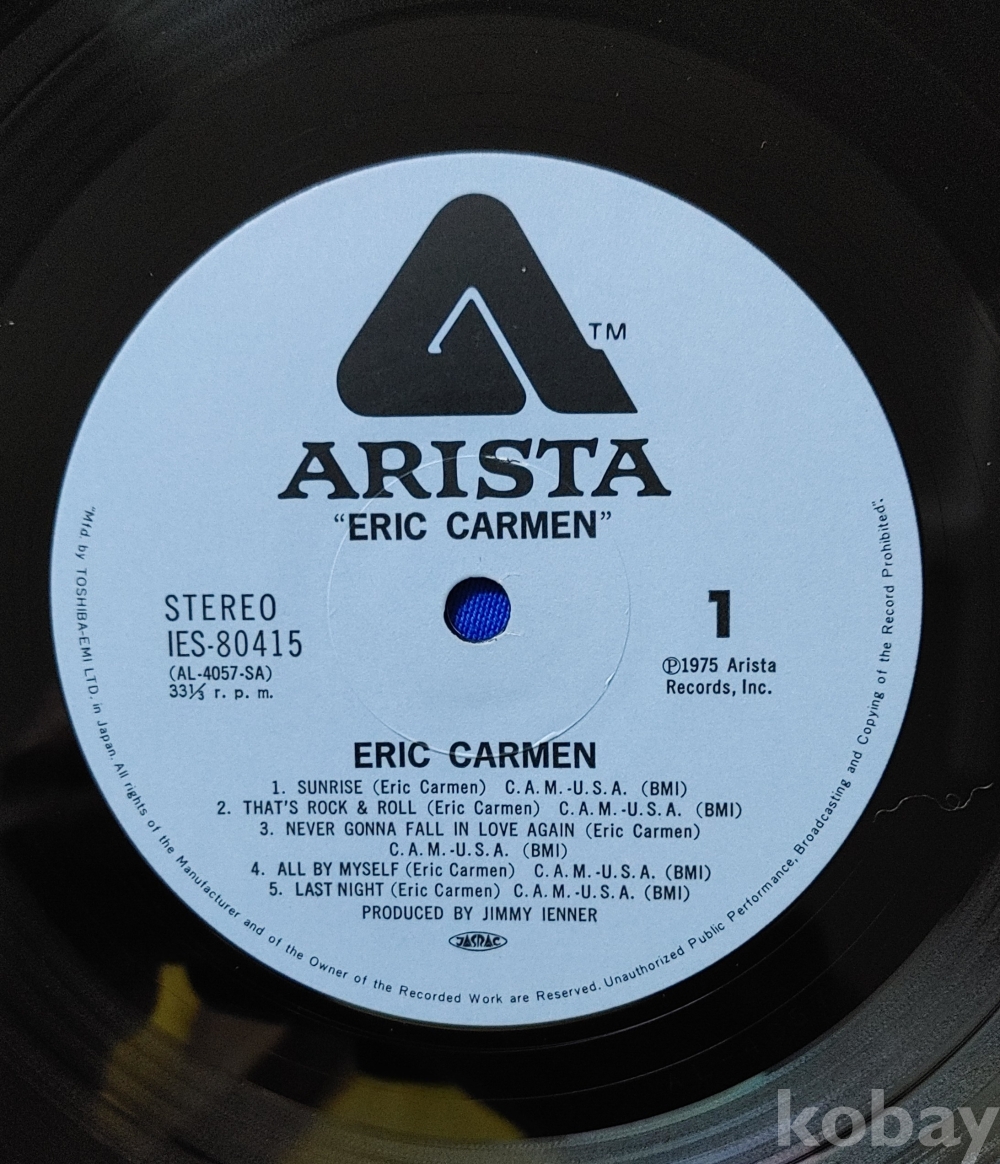 TM
ARISTA
"ERIC CARMEN"
STEREO
IES-80415
(AL-4057-SA)
33⅓ r. p. m.
1
Ⓟ1975 Arista
Records, Inc.
ERIC CARMEN
1. SUNRISE (Eric Carmen) C.A.M.-U.S.A. (BMI)
2. THAT'S ROCK & ROLL (Eric Carmen) C.A.M.-U.S.A. (BMI)
3. NEVER GONNA FALL IN LOVE AGAIN (Eric Carmen)
C.A.M.-U.S.A. (BMI)
4. ALL BY MYSELF (Eric Carmen) C.A.M.-U.S.A. (BMI)
5. LAST NIGHT (Eric Carmen) C.A.M.-U.S.A. (BMI)
PRODUCED BY JIMMY IENNER
JASRAC
"Mfd. by TOSHIBA-EMI LTD. in Japan. All rights of the Manufacturer and of the Owner of the Recorded Work are Reserved. Unauthorized Public Performance, Broadcasting and Copying of the Record Prohibited".
kobay